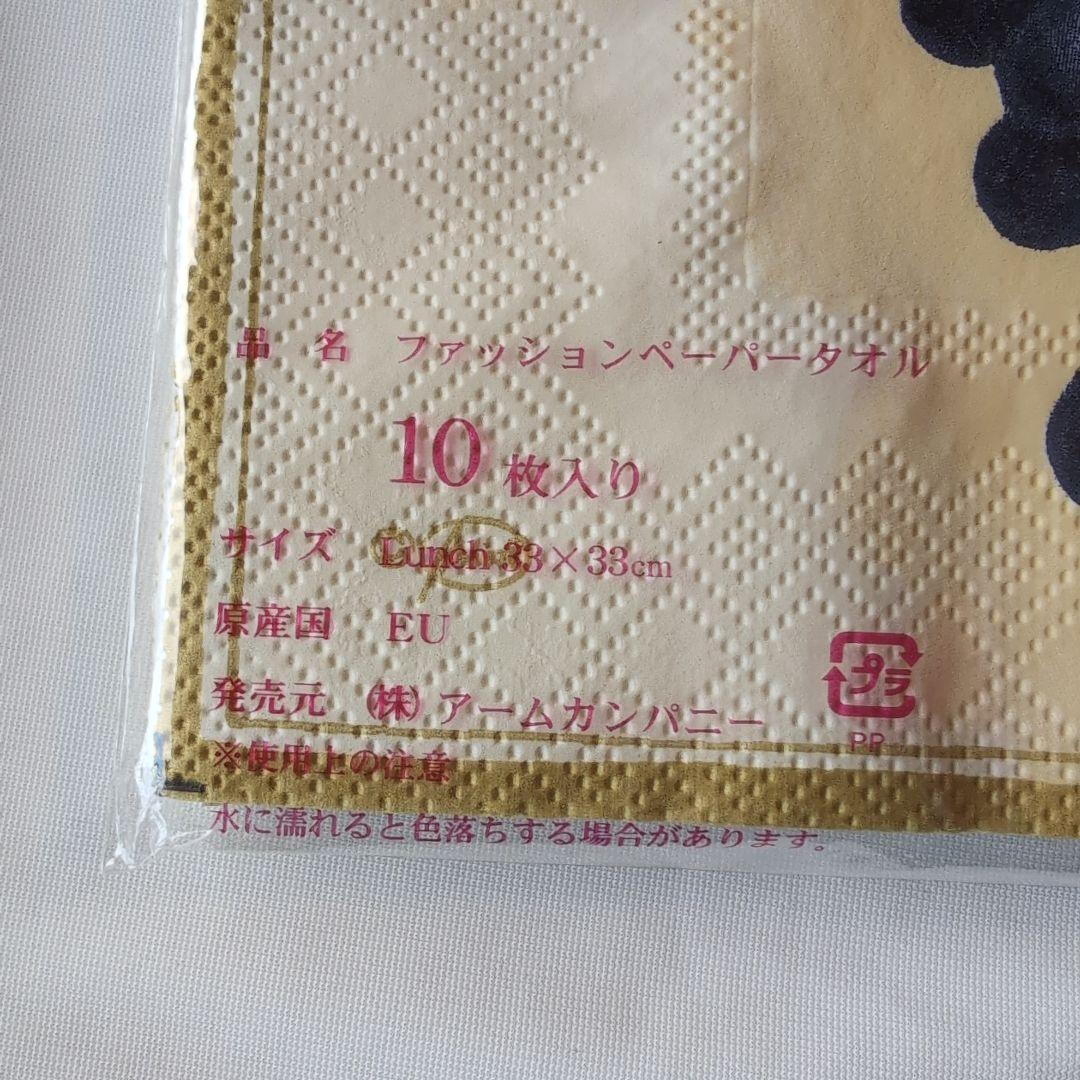 品 名 ファッションペーパータオル
10 枚入り
サイズ Lunch 33×33cm
原産国 EU
発売元 ㈱ アームカンパニー
プラ
PP
※使用上の注意
水に濡れると色落ちする場合があります。